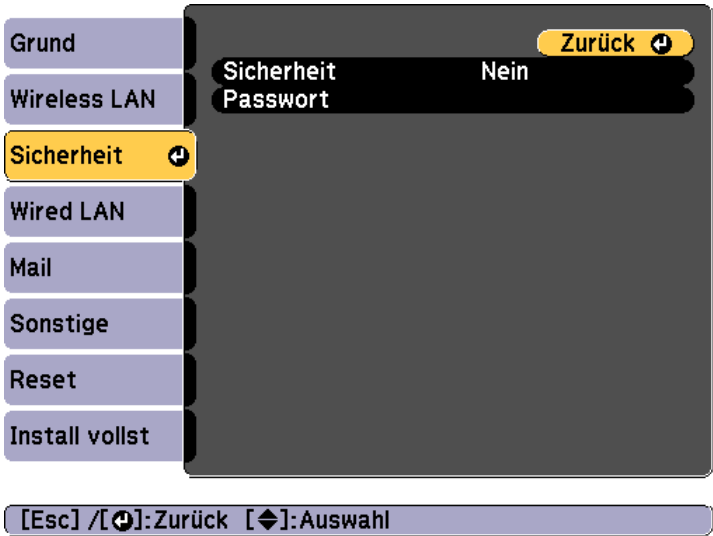 Grund
Wireless LAN
Sicherheit
Wired LAN
Mail
Sonstige
Reset
Install vollst
Zurück
Sicherheit Nein
Passwort
[Esc] /[ ]:Zurück [ ]:Auswahl